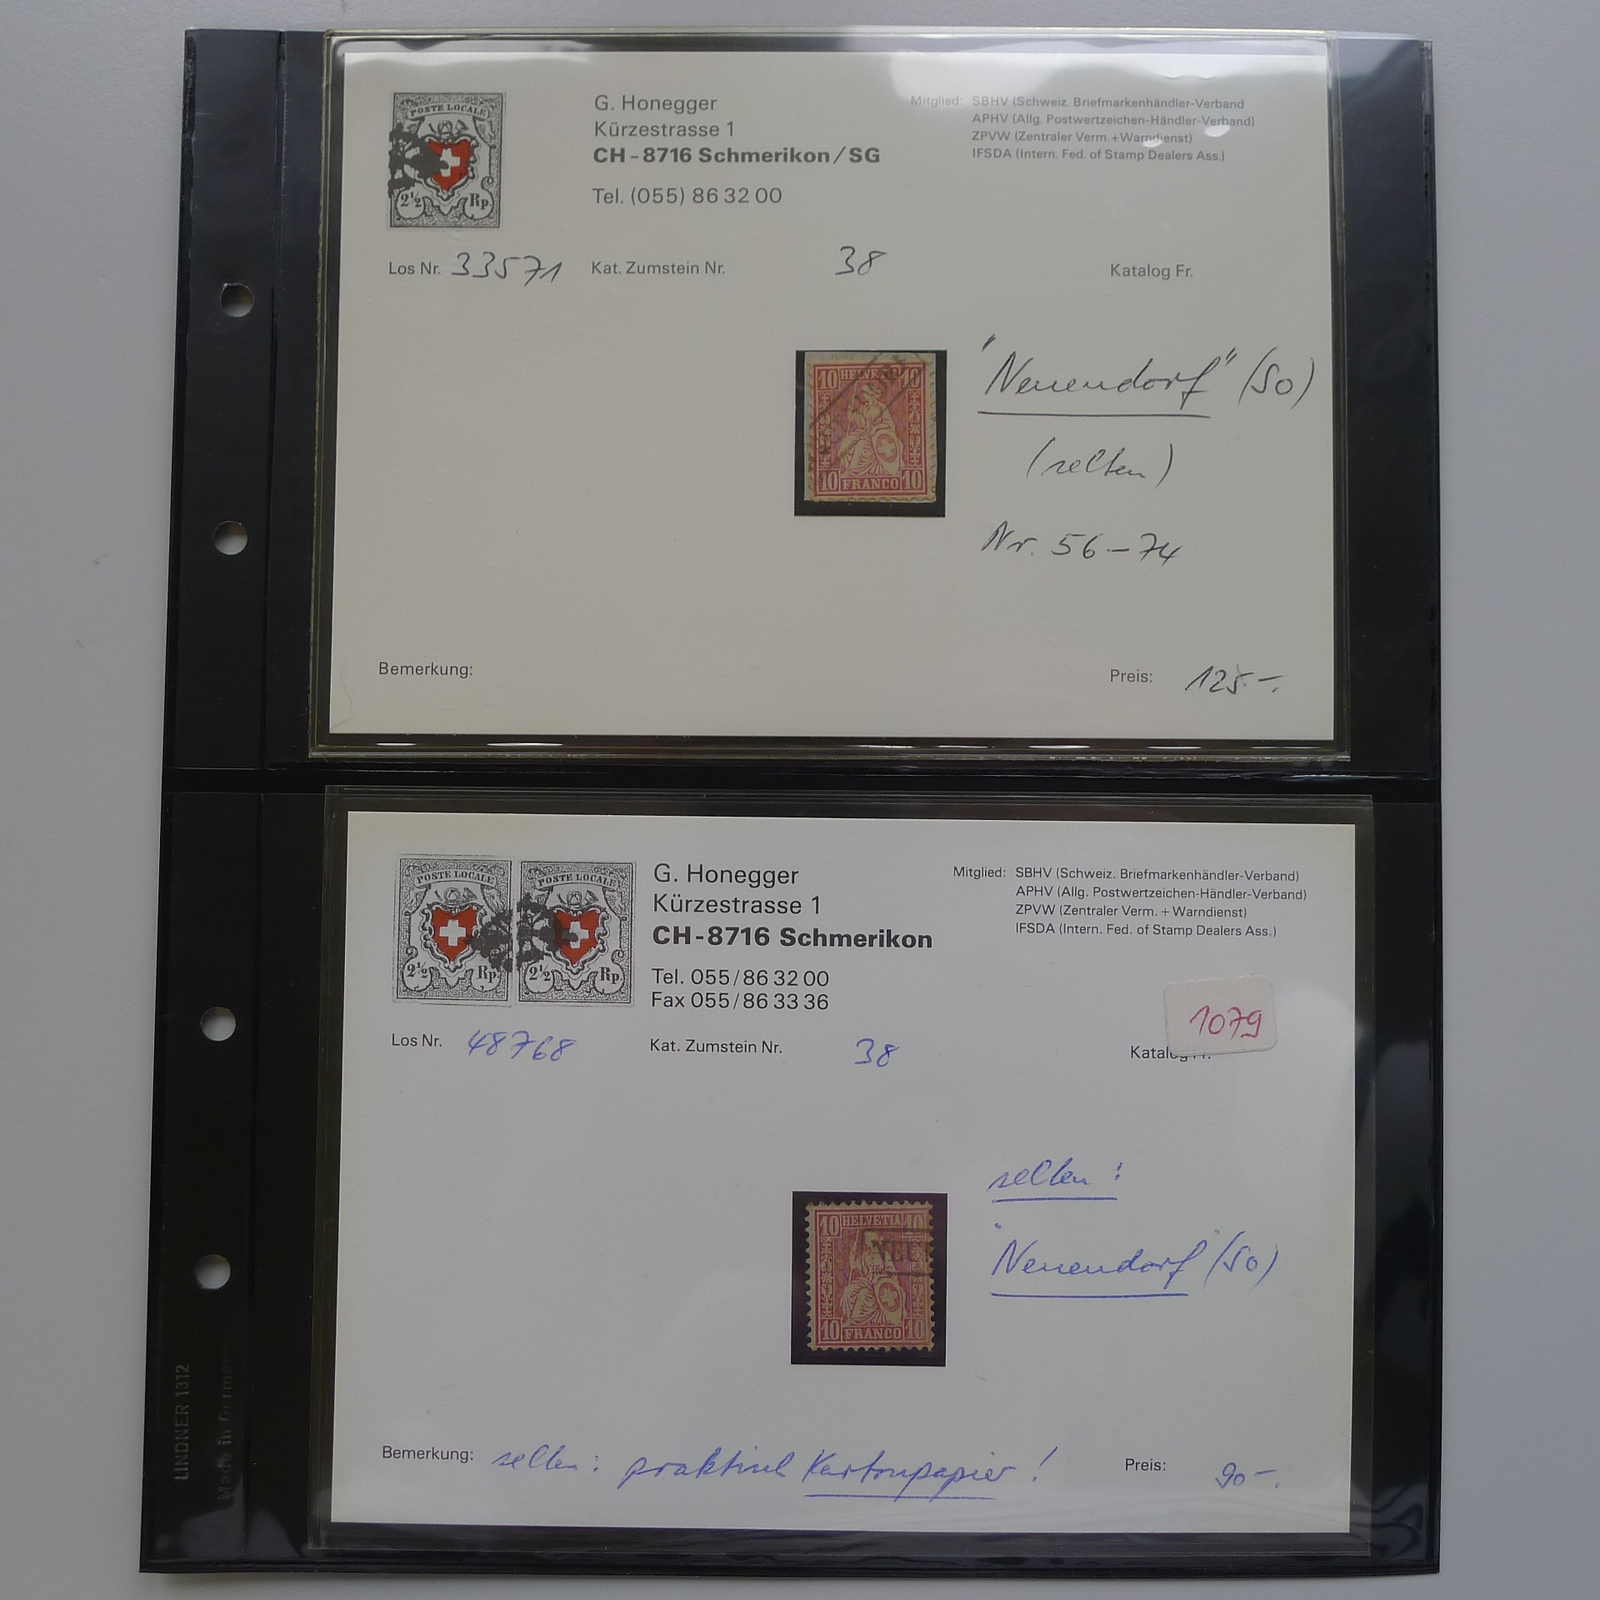 POSTE LOCALE
2½ Rp.
G. Honegger
Kürzestrasse 1
CH-8716 Schmerikon/SG
Tel. (055) 86 32 00
Mitglied: SBHV (Schweiz. Briefmarkenhändler-Verband
APHV (Allg. Postwertzeichen-Händler-Verband)
ZPVW (Zentraler Verm.+Warndienst)
IFSDA (Intern. Fed. of Stamp Dealers Ass.)
Los Nr. 33571 Kat. Zumstein Nr. 38 Katalog Fr.
10 HELVETIA 10
10 FRANCO 10
"Neuendorf" (SO)
(selten)
Nr. 56-74
Bemerkung: Preis: 125.-
POSTE LOCALE POSTE LOCALE
2½ Rp. 2½ Rp.
G. Honegger
Kürzestrasse 1
CH-8716 Schmerikon
Tel. 055/86 32 00
Fax 055/86 33 36
Mitglied: SBHV (Schweiz. Briefmarkenhändler-Verband)
APHV (Allg. Postwertzeichen-Händler-Verband)
ZPVW (Zentraler Verm.+Warndienst)
IFSDA (Intern. Fed. of Stamp Dealers Ass.)
1079
Los Nr. 48768 Kat. Zumstein Nr. 38 Katalog Fr.
10 HELVETIA 10
NEUE
10 FRANCO 10
selten!
"Neuendorf" (SO)
Bemerkung: selten: praktisch Kartonpapier! Preis: 90.-
LINDNER 1312
Made in Germany